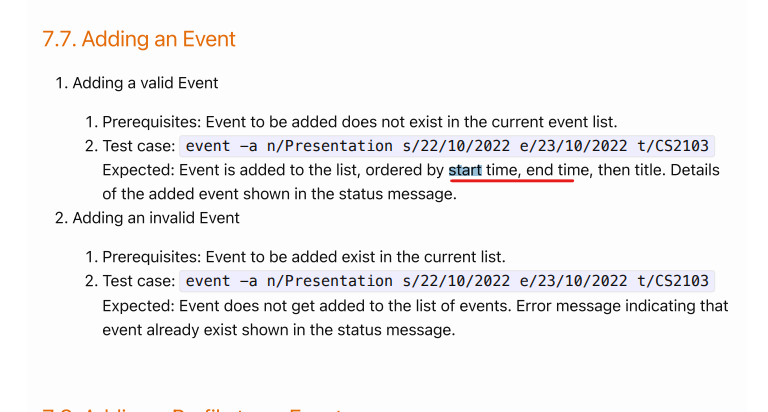 7.7. Adding an Event
1. Adding a valid Event
1. Prerequisites: Event to be added does not exist in the current event list.
2. Test case: event -a n/Presentation s/22/10/2022 e/23/10/2022 t/CS2103
Expected: Event is added to the list, ordered by start time, end time, then title. Details
of the added event shown in the status message.
2. Adding an invalid Event
1. Prerequisites: Event to be added exist in the current list.
2. Test case: event -a n/Presentation s/22/10/2022 e/23/10/2022 t/CS2103
Expected: Event does not get added to the list of events. Error message indicating that
event already exist shown in the status message.